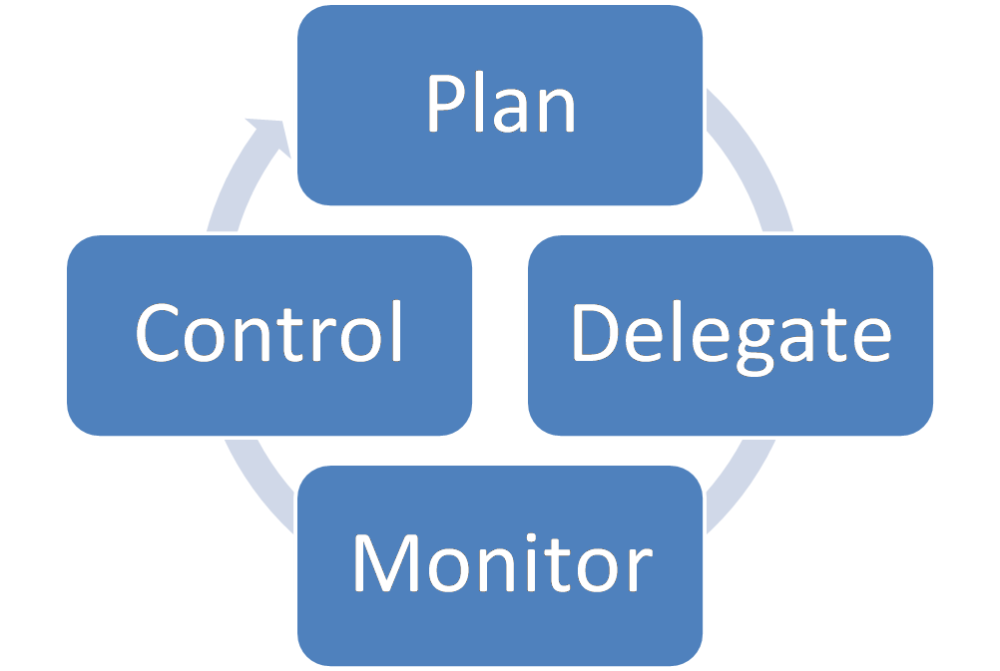 Plan
Control
Delegate
Monitor